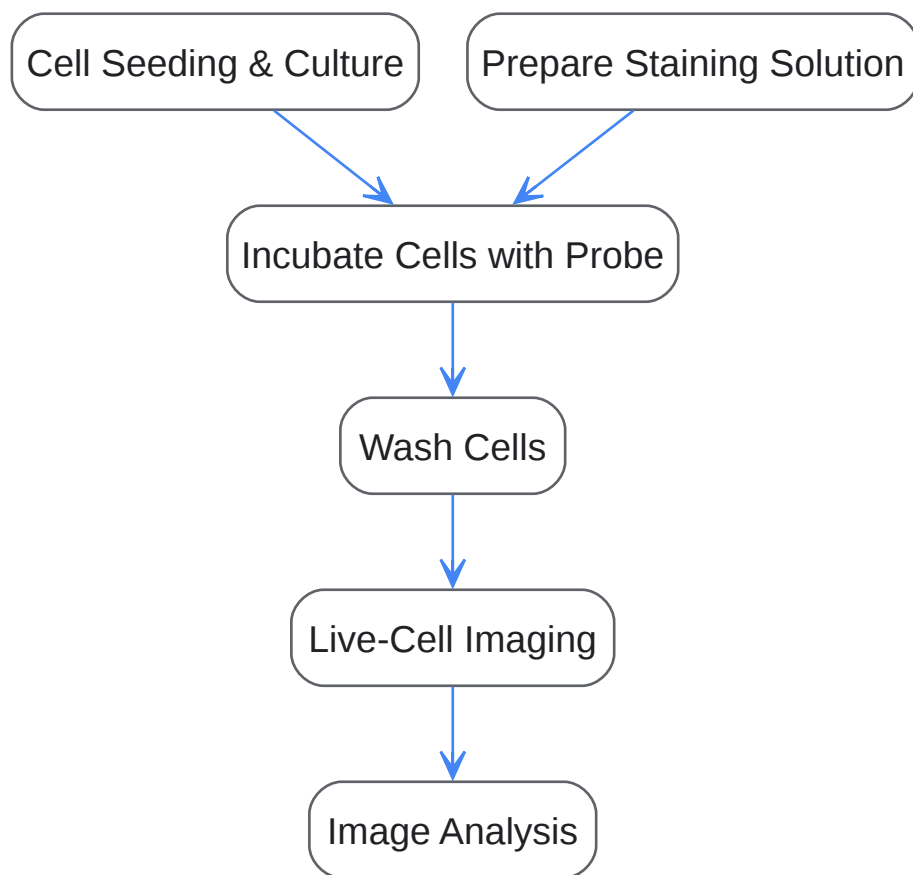 Cell Seeding & Culture
Prepare Staining Solution
Incubate Cells with Probe
Wash Cells
Live-Cell Imaging
Image Analysis